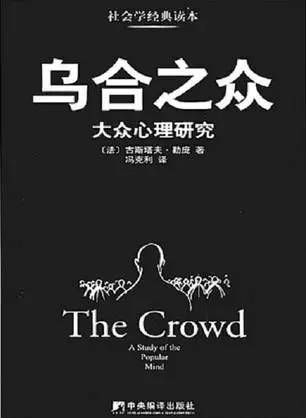 社会学经典读本
乌合之众
大众心理研究
〔法〕古斯塔夫·勒庞 著
冯克利 译
The Crowd
A Study of the
Popular
Mind
中央编译出版社